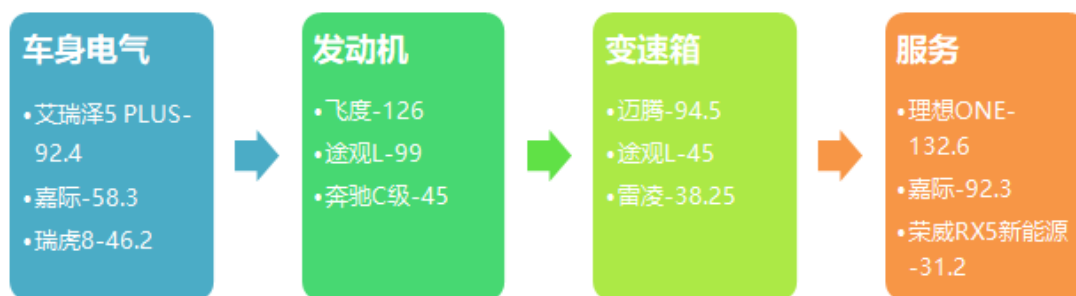 车身电气
•艾瑞泽5 PLUS-
92.4
•嘉际-58.3
•瑞虎8-46.2
发动机
•飞度-126
•途观L-99
•奔驰C级-45
变速箱
•迈腾-94.5
•途观L-45
•雷凌-38.25
服务
•理想ONE-
132.6
•嘉际-92.3
•荣威RX5新能源
-31.2